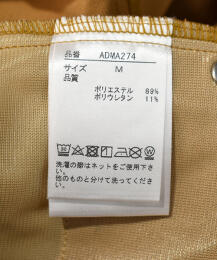 品番 ADMA274
サイズ M
品質
ポリエステル 89%
ポリウレタン 11%
洗濯の際はネットをご使用下さい。
他のものと分けて洗ってください。